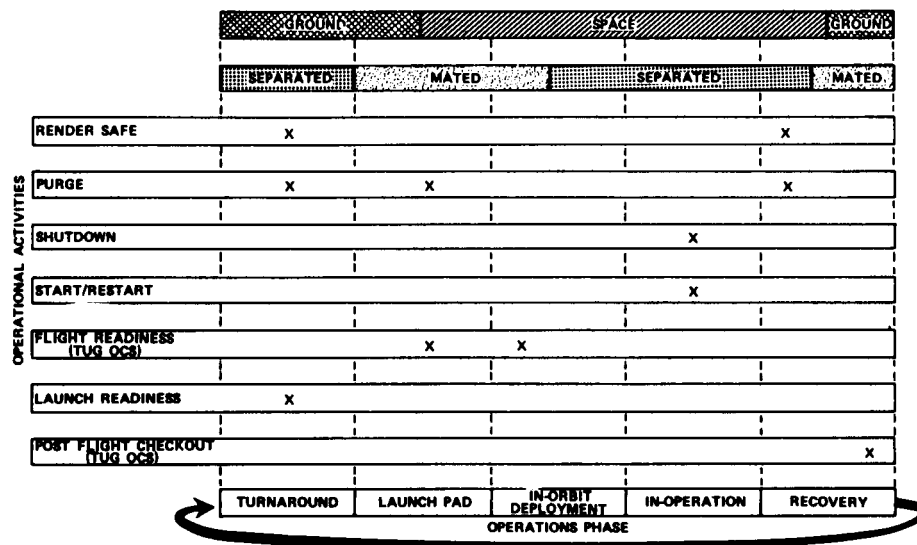 GROUND SPACE GROUND
SEPARATED MATED SEPARATED MATED
OPERATIONAL ACTIVITIES
RENDER SAFE X X
PURGE X X X
SHUTDOWN X
START/RESTART X
FLIGHT READINESS
(TUG OCS) X X
LAUNCH READINESS X
POST FLIGHT CHECKOUT
(TUG OCS) X
TURNAROUND LAUNCH PAD IN-ORBIT DEPLOYMENT IN-OPERATION RECOVERY
OPERATIONS PHASE